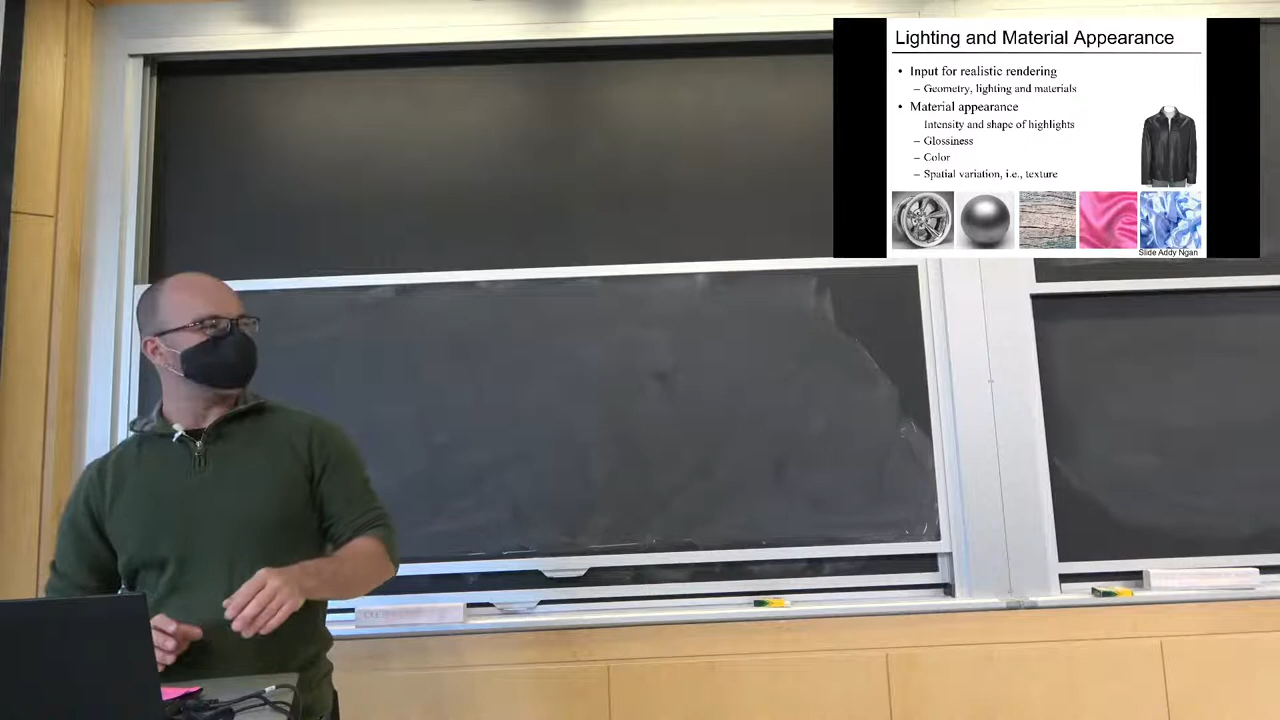 Lighting and Material Appearance
• Input for realistic rendering
– Geometry, lighting and materials
• Material appearance
Intensity and shape of highlights
– Glossiness
– Color
– Spatial variation, i.e., texture
Slide Addy Ngan